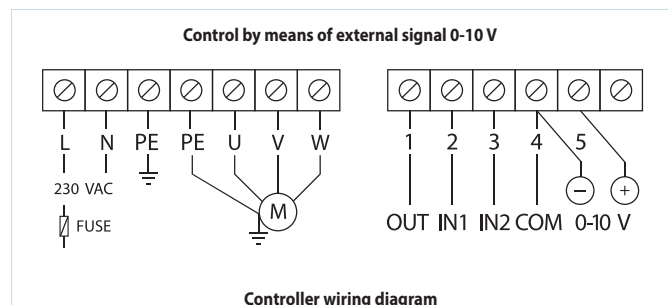 Control by means of external signal 0-10 V
L N PE PE U V W
1 2 3 4 5
230 VAC
FUSE
M
− +
OUT IN1 IN2 COM 0-10 V
Controller wiring diagram